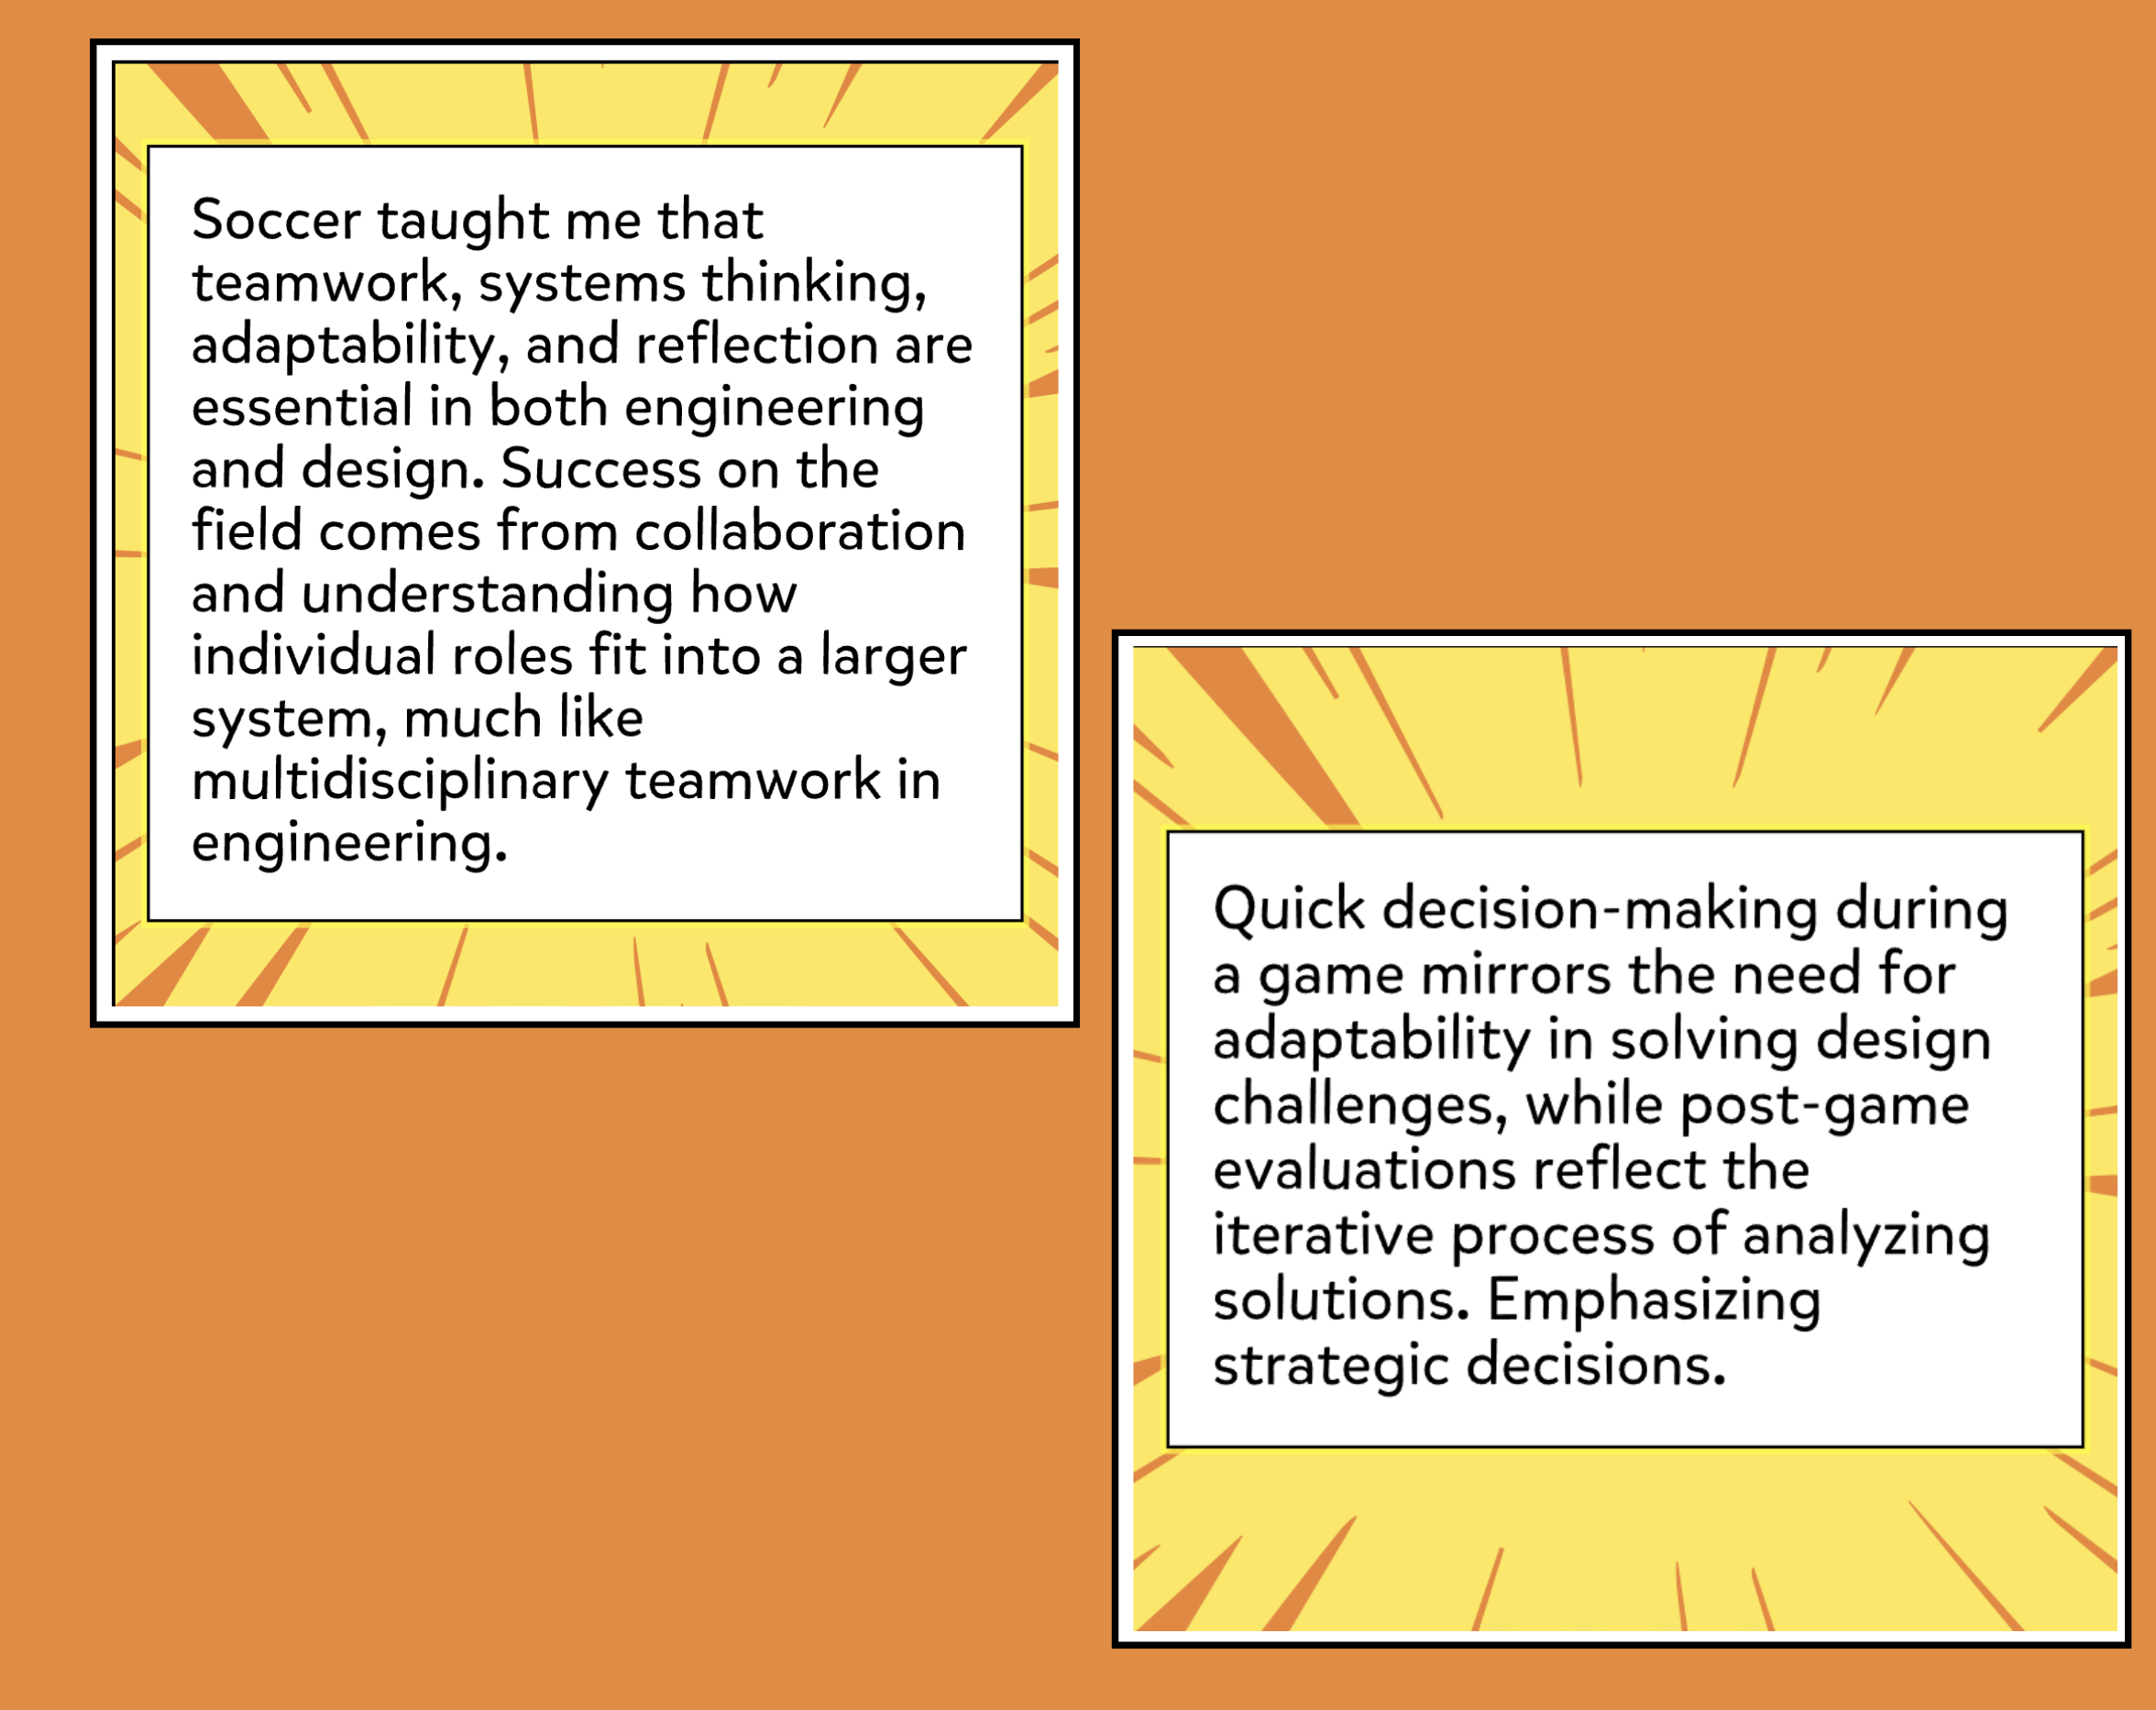 Soccer taught me that
teamwork, systems thinking,
adaptability, and reflection are
essential in both engineering
and design. Success on the
field comes from collaboration
and understanding how
individual roles fit into a larger
system, much like
multidisciplinary teamwork in
engineering.
Quick decision-making during
a game mirrors the need for
adaptability in solving design
challenges, while post-game
evaluations reflect the
iterative process of analyzing
solutions. Emphasizing
strategic decisions.